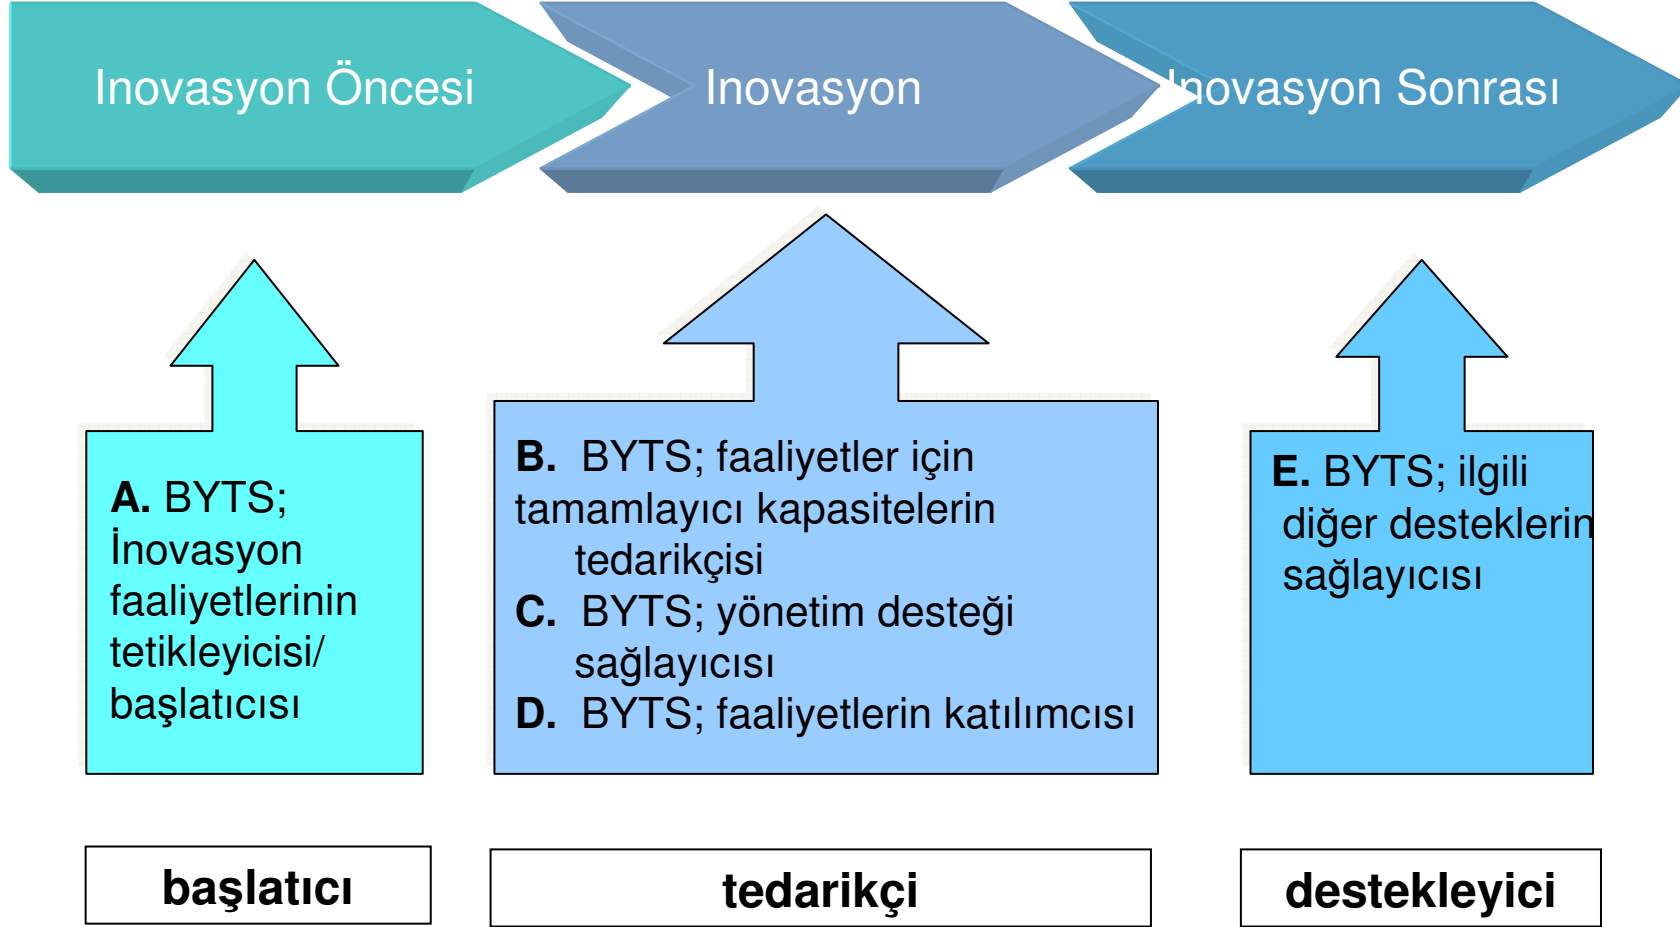 Inovasyon Öncesi
Inovasyon
Inovasyon Sonrası
A. BYTS;
İnovasyon
faaliyetlerinin
tetikleyicisi/
başlatıcısı
B. BYTS; faaliyetler için
tamamlayıcı kapasitelerin
tedarikçisi
C. BYTS; yönetim desteği
sağlayıcısı
D. BYTS; faaliyetlerin katılımcısı
E. BYTS; ilgili
diğer desteklerin
sağlayıcısı
başlatıcı
tedarikçi
destekleyici